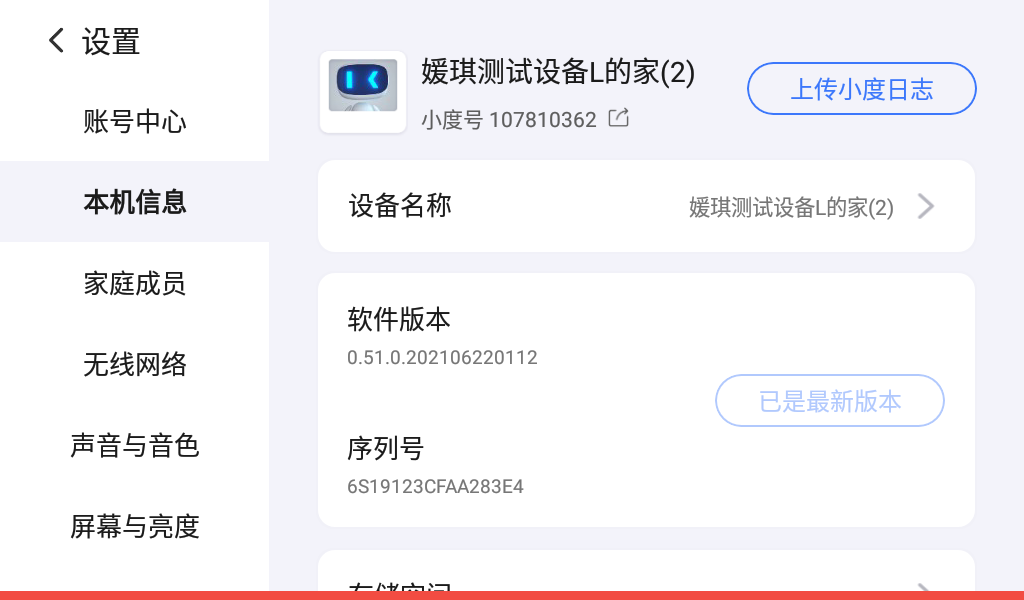 设置
账号中心
本机信息
家庭成员
无线网络
声音与音色
屏幕与亮度
媛琪测试设备L的家(2)
小度号 107810362
上传小度日志
设备名称
媛琪测试设备L的家(2)
软件版本
0.51.0.202106220112
已是最新版本
序列号
6S19123CFAA283E4
存储空间